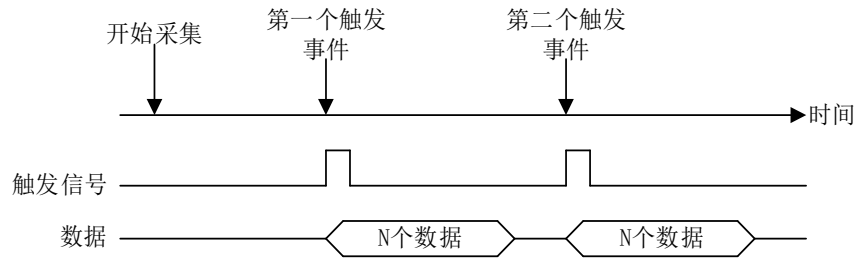 开始采集
第一个触发
事件
第二个触发
事件
时间
触发信号
数据
N个数据
N个数据